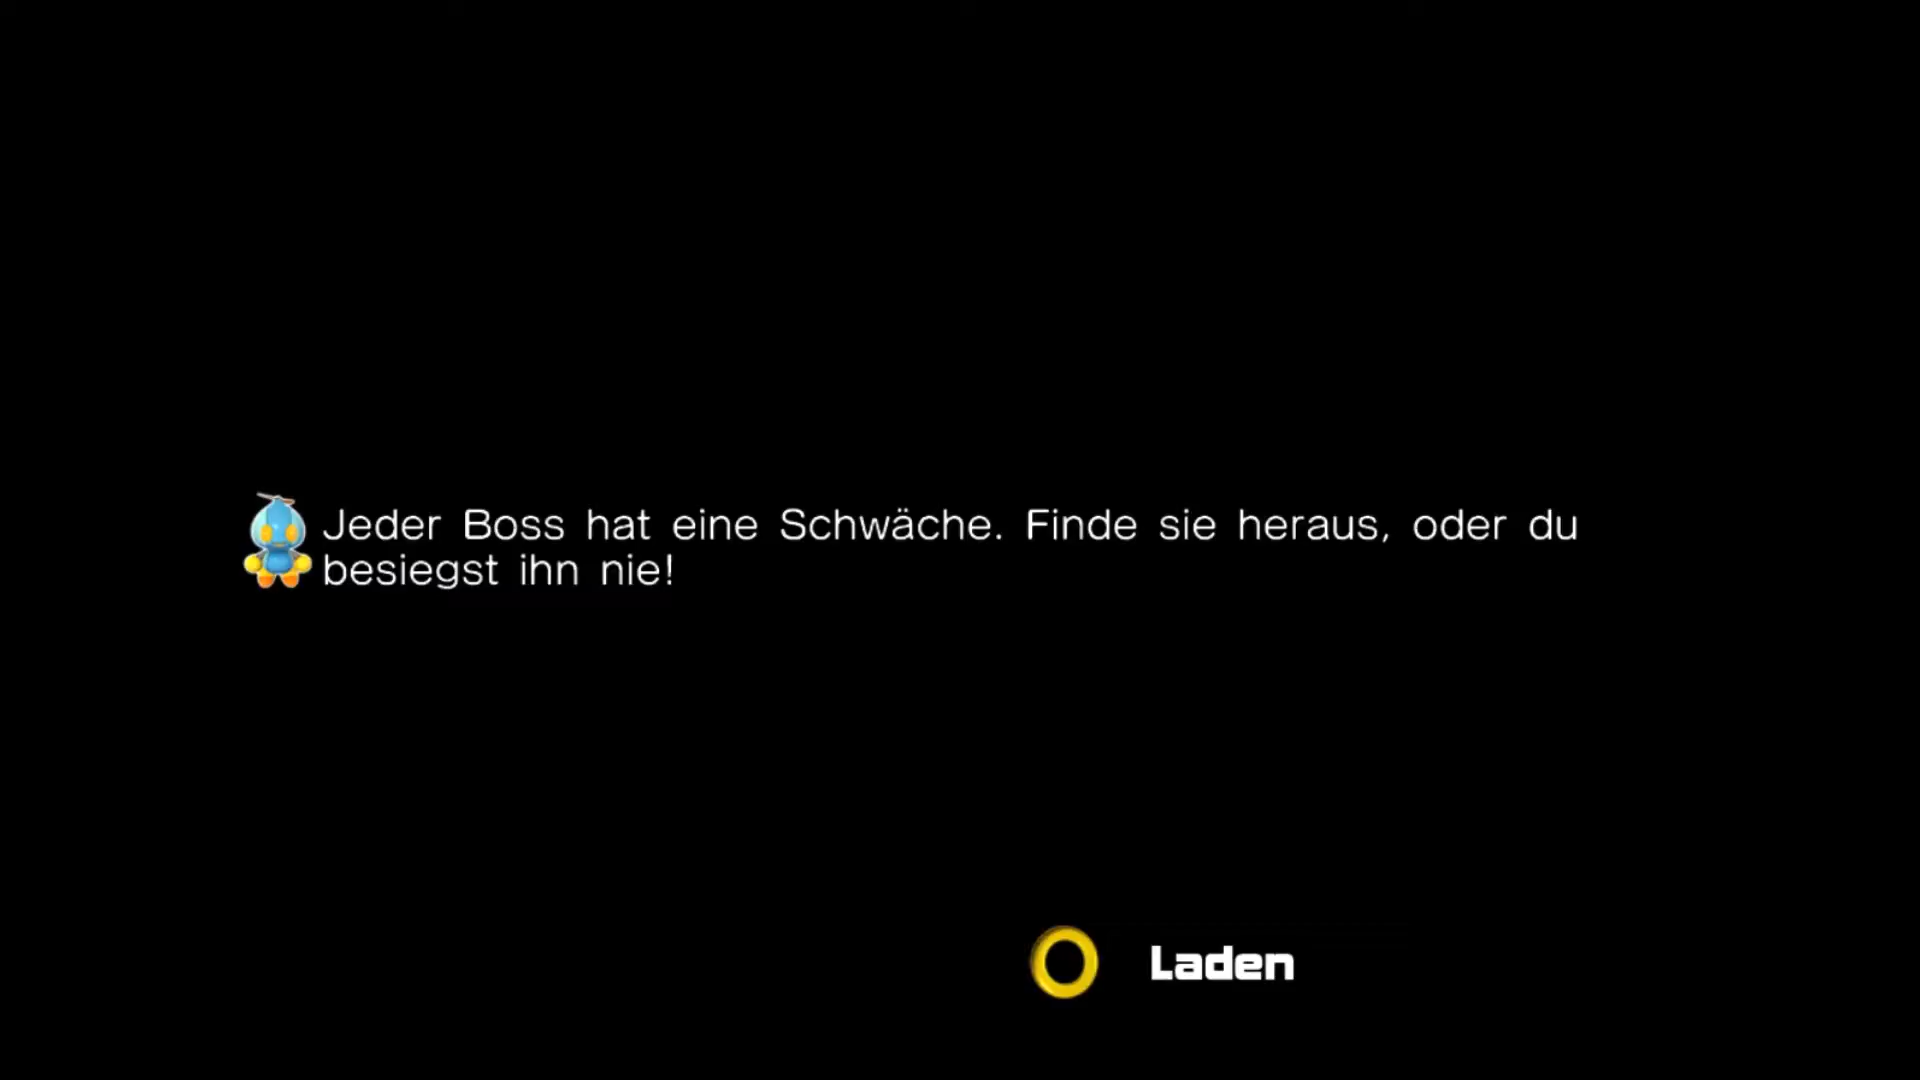 Jeder Boss hat eine Schwäche. Finde sie heraus, oder du
besiegst ihn nie!
Laden